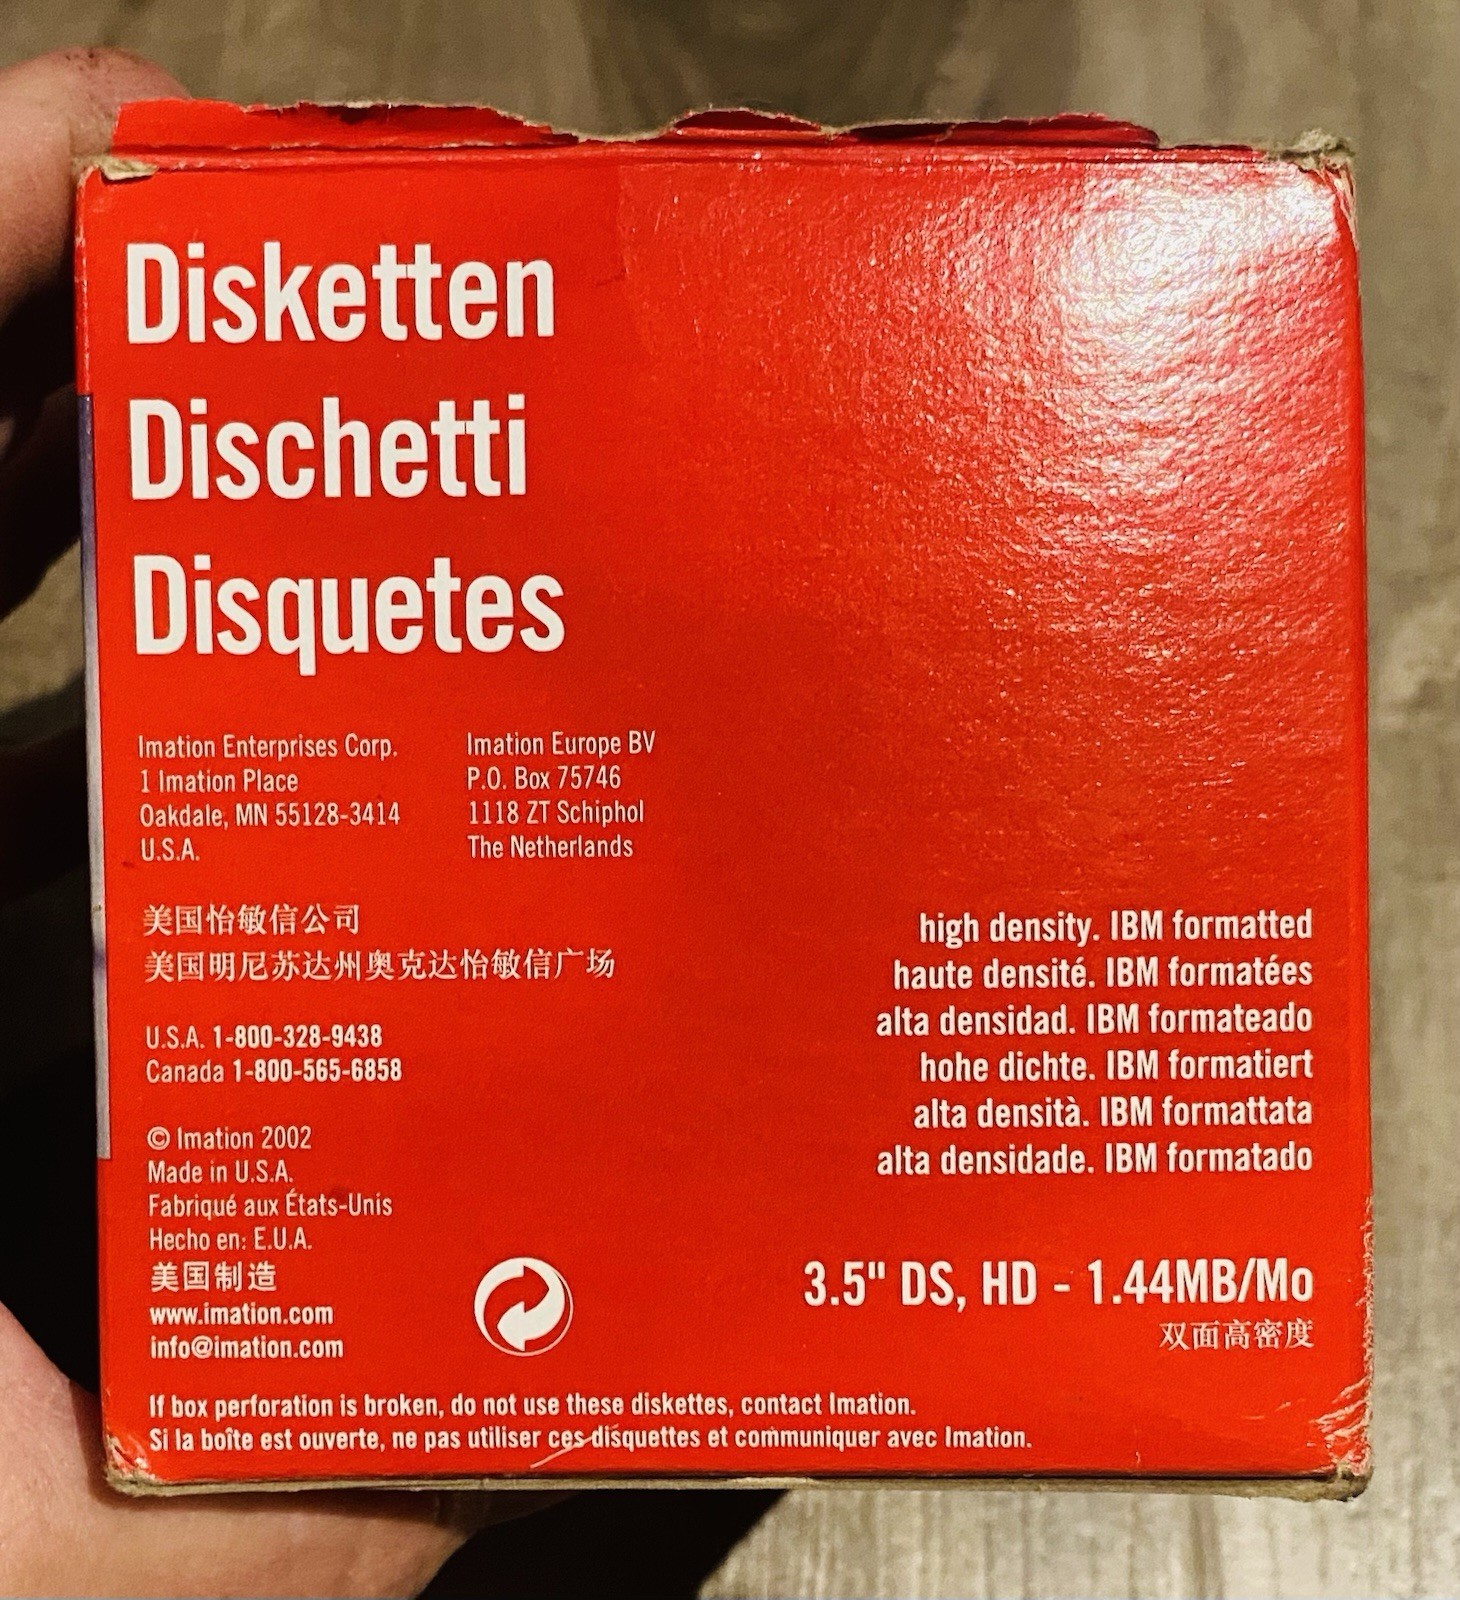 Disketten
Dischetti
Disquetes
Imation Enterprises Corp.
1 Imation Place
Oakdale, MN 55128-3414
U.S.A.
Imation Europe BV
P.O. Box 75746
1118 ZT Schiphol
The Netherlands
美国怡敏信公司
美国明尼苏达州奥克达怡敏信广场
U.S.A. 1-800-328-9438
Canada 1-800-565-6858
© Imation 2002
Made in U.S.A.
Fabriqué aux États-Unis
Hecho en: E.U.A.
美国制造
www.imation.com
info@imation.com
high density. IBM formatted
haute densité. IBM formatées
alta densidad. IBM formateado
hohe dichte. IBM formatiert
alta densità. IBM formattata
alta densidade. IBM formatado
3.5" DS, HD - 1.44MB/Mo
双面高密度
If box perforation is broken, do not use these diskettes, contact Imation.
Si la boîte est ouverte, ne pas utiliser ces disquettes et communiquer avec Imation.